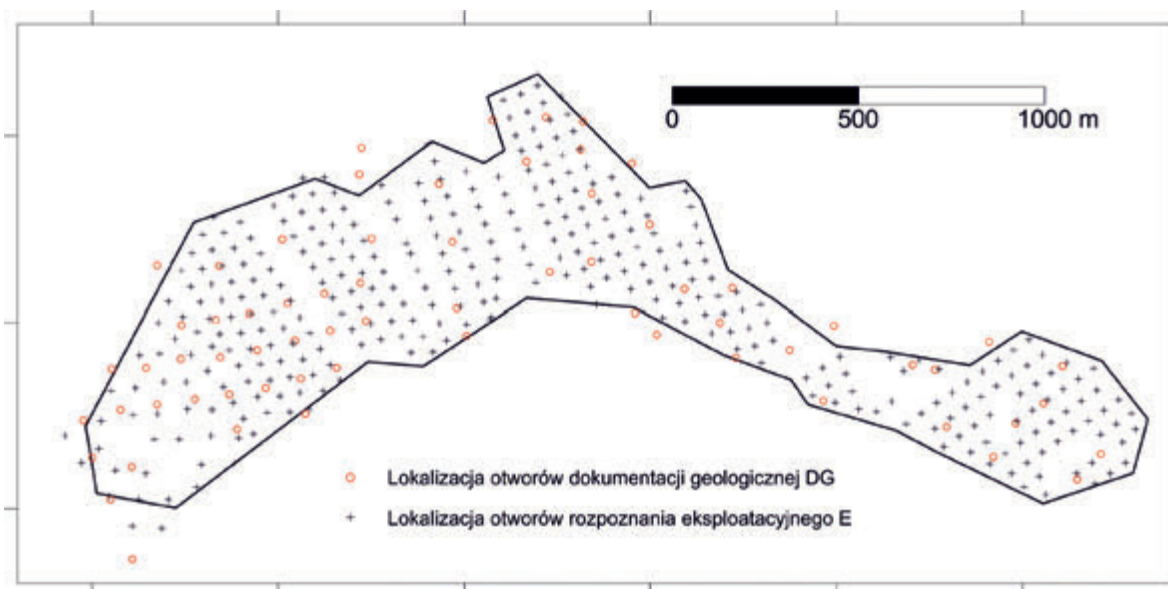 0 500 1000 m
Lokalizacja otworów dokumentacji geologicznej DG
Lokalizacja otworów rozpoznania eksploatacyjnego E